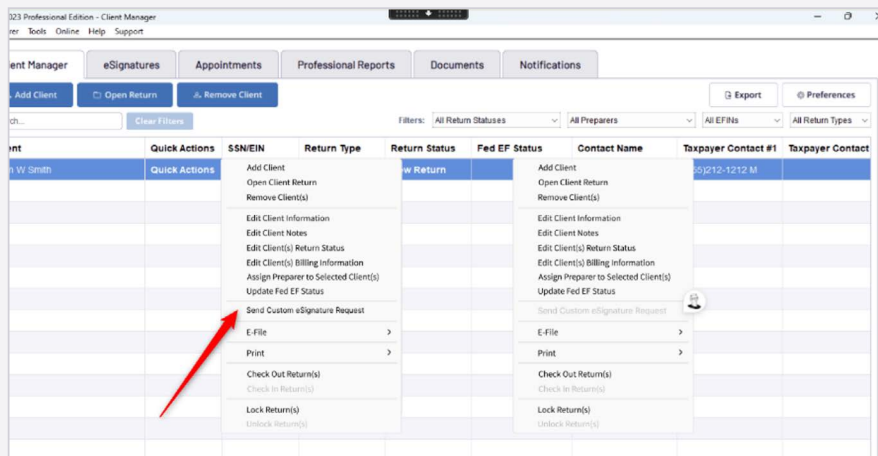 023 Professional Edition - Client Manager
rer Tools Online Help Support
ent Manager eSignatures Appointments Professional Reports Documents Notifications
Add Client Open Return Remove Client Export Preferences
ch... Clear Filters Filters: All Return Statuses All Preparers All EFINs All Return Types
nt Quick Actions SSN/EIN Return Type Return Status Fed EF Status Contact Name Taxpayer Contact #1 Taxpayer Contact
n W Smith Quick Actions w Return 55)212-1212 M
Add Client
Open Client Return
Remove Client(s)
Edit Client Information
Edit Client Notes
Edit Client(s) Return Status
Edit Client(s) Billing Information
Assign Preparer to Selected Client(s)
Update Fed EF Status
Send Custom eSignature Request
E-File
Print
Check Out Return(s)
Check In Return(s)
Lock Return(s)
Unlock Return(s)
Add Client
Open Client Return
Remove Client(s)
Edit Client Information
Edit Client Notes
Edit Client(s) Return Status
Edit Client(s) Billing Information
Assign Preparer to Selected Client(s)
Update Fed EF Status
Send Custom eSignature Request
E-File
Print
Check Out Return(s)
Check In Return(s)
Lock Return(s)
Unlock Return(s)